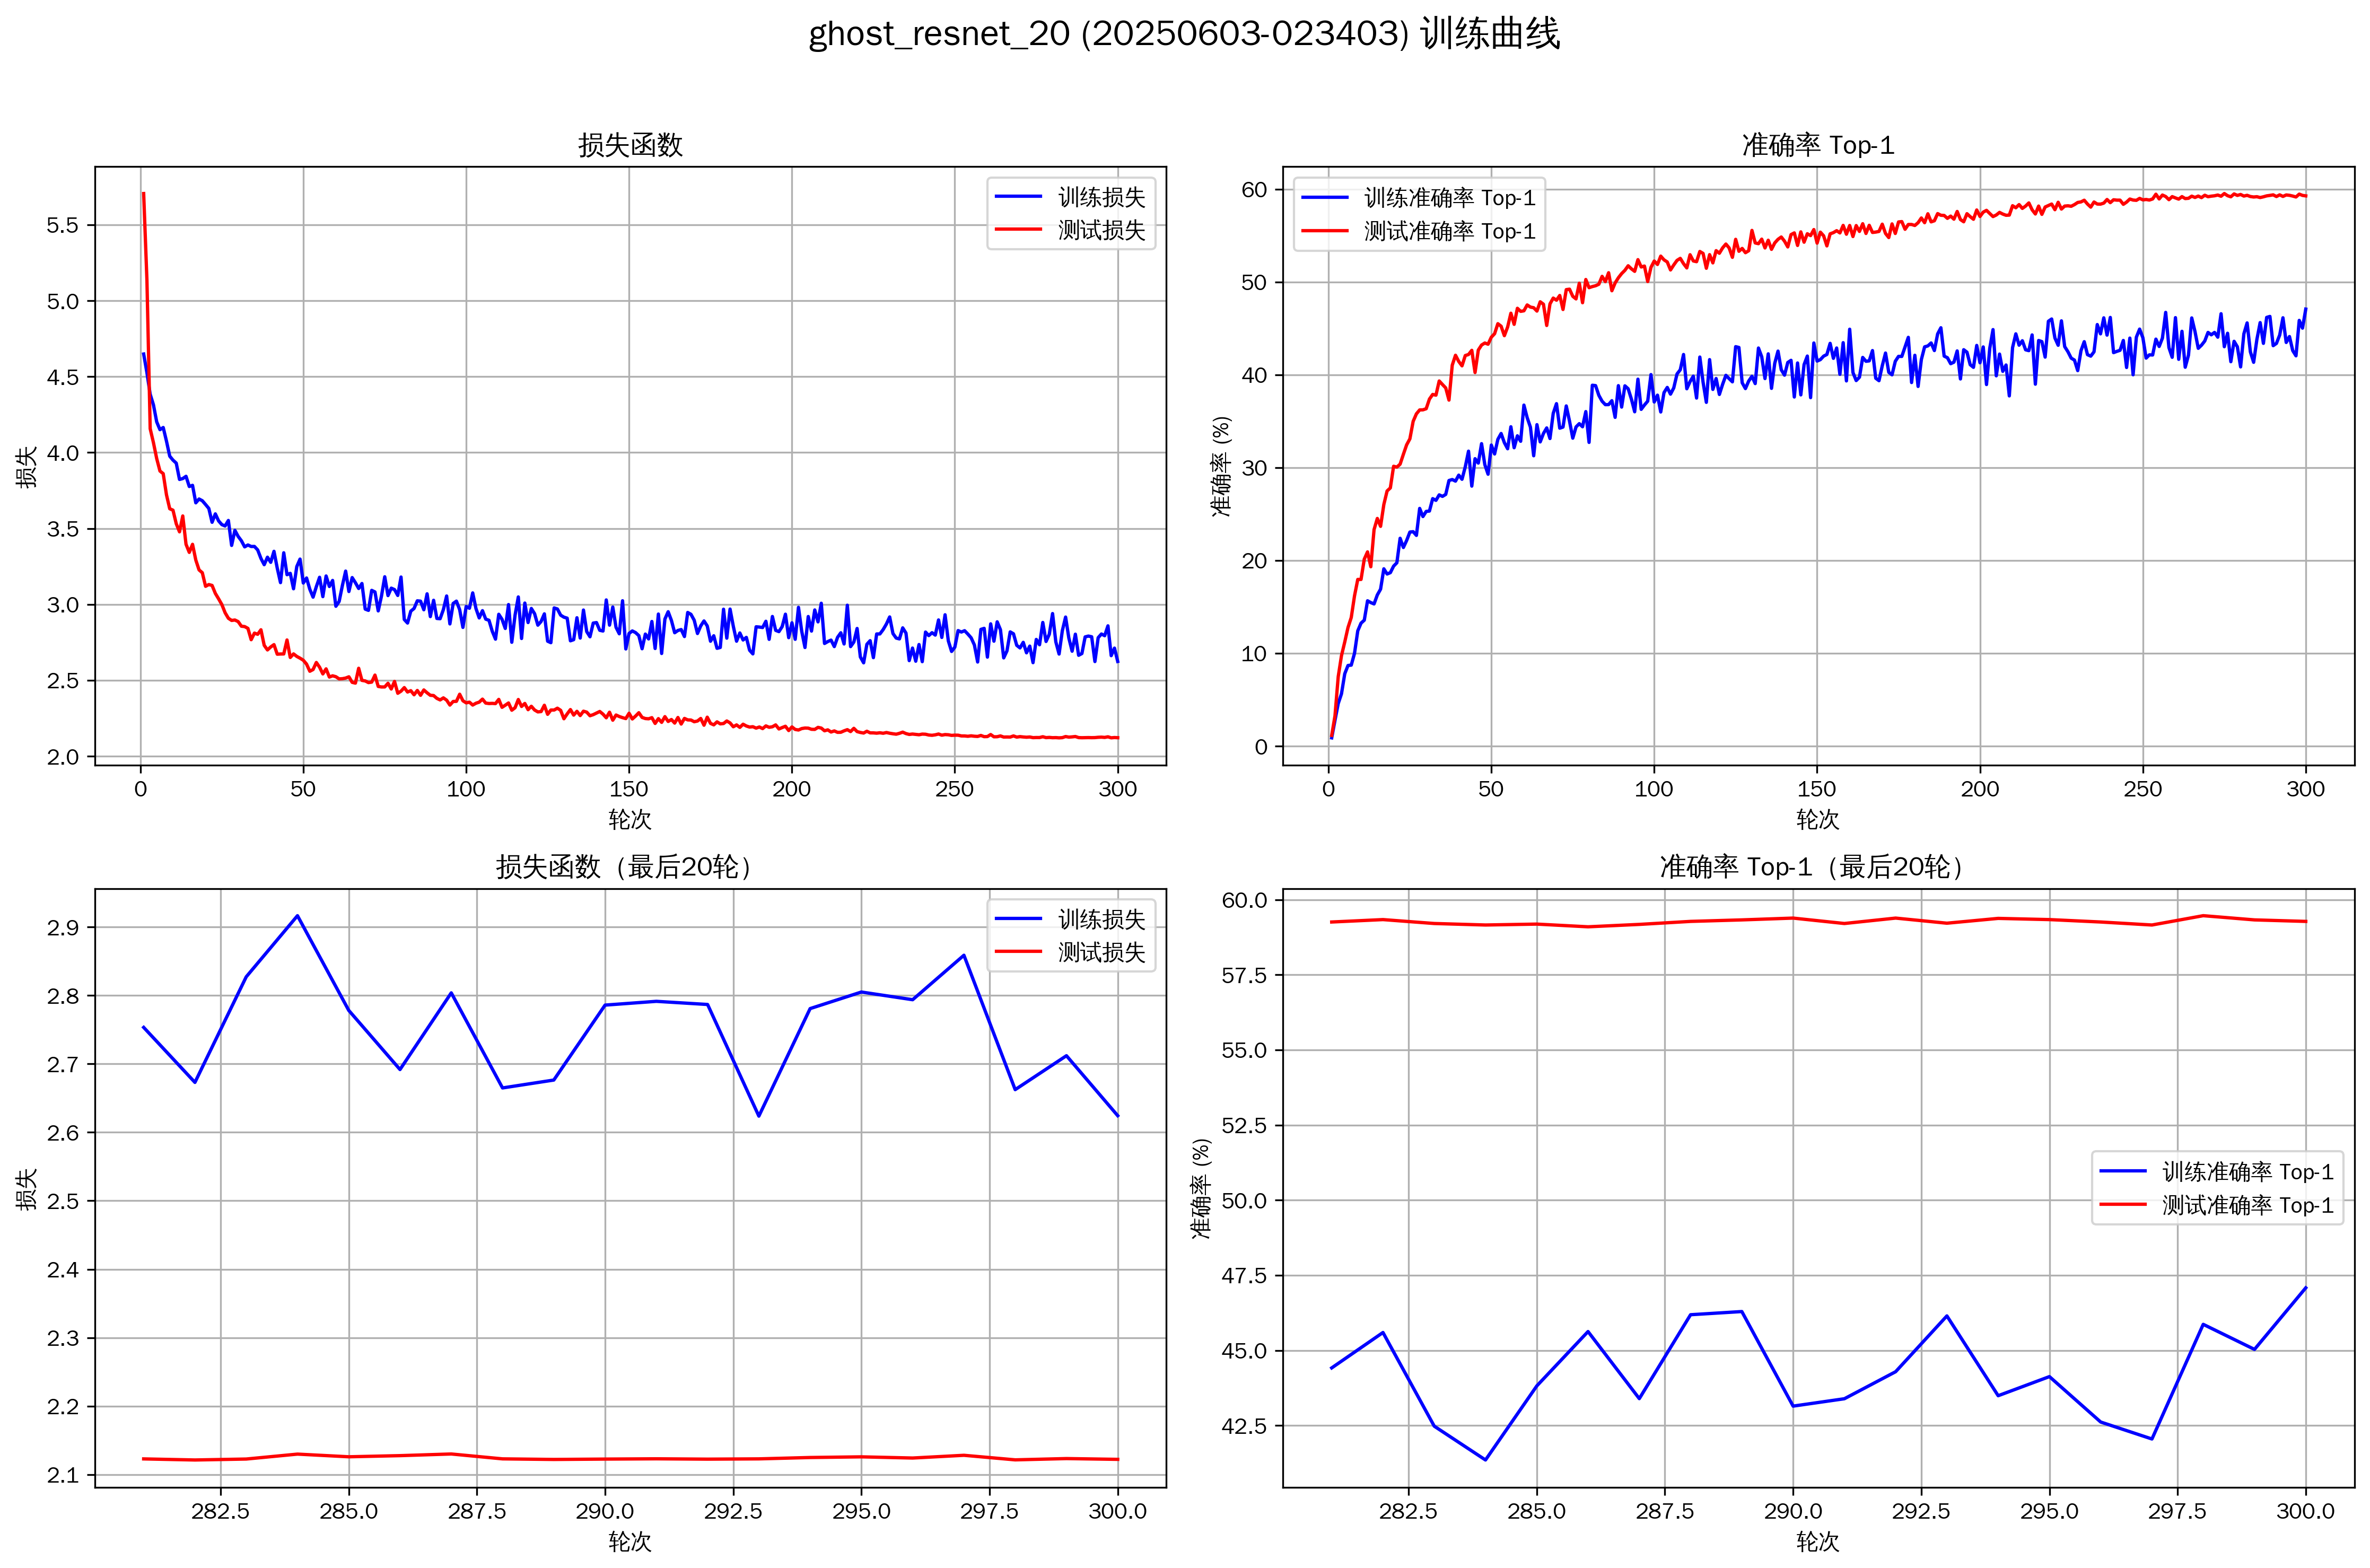 ghost_resnet_20 (20250603-023403) 训练曲线
损失函数
训练损失
测试损失
5.5
5.0
4.5
4.0
3.5
3.0
2.5
2.0
损失
0 50 100 150 200 250 300
轮次
准确率 Top-1
训练准确率 Top-1
测试准确率 Top-1
60
50
40
30
20
10
0
准确率 (%)
0 50 100 150 200 250 300
轮次
损失函数（最后20轮）
训练损失
测试损失
2.9
2.8
2.7
2.6
2.5
2.4
2.3
2.2
2.1
损失
282.5 285.0 287.5 290.0 292.5 295.0 297.5 300.0
轮次
准确率 Top-1（最后20轮）
60.0
57.5
55.0
52.5
50.0
47.5
45.0
42.5
准确率 (%)
训练准确率 Top-1
测试准确率 Top-1
282.5 285.0 287.5 290.0 292.5 295.0 297.5 300.0
轮次